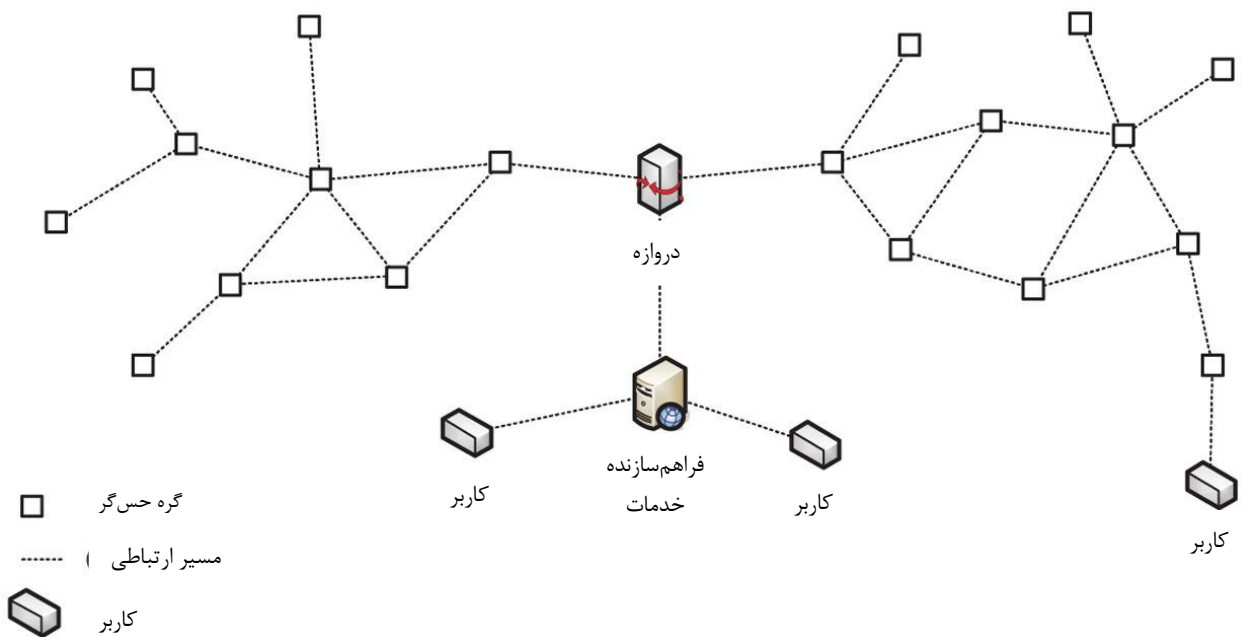 دروازه
فراهم‌سازنده
خدمات
کاربر
کاربر
کاربر
گره حس‌گر
مسیر ارتباطی (
کاربر